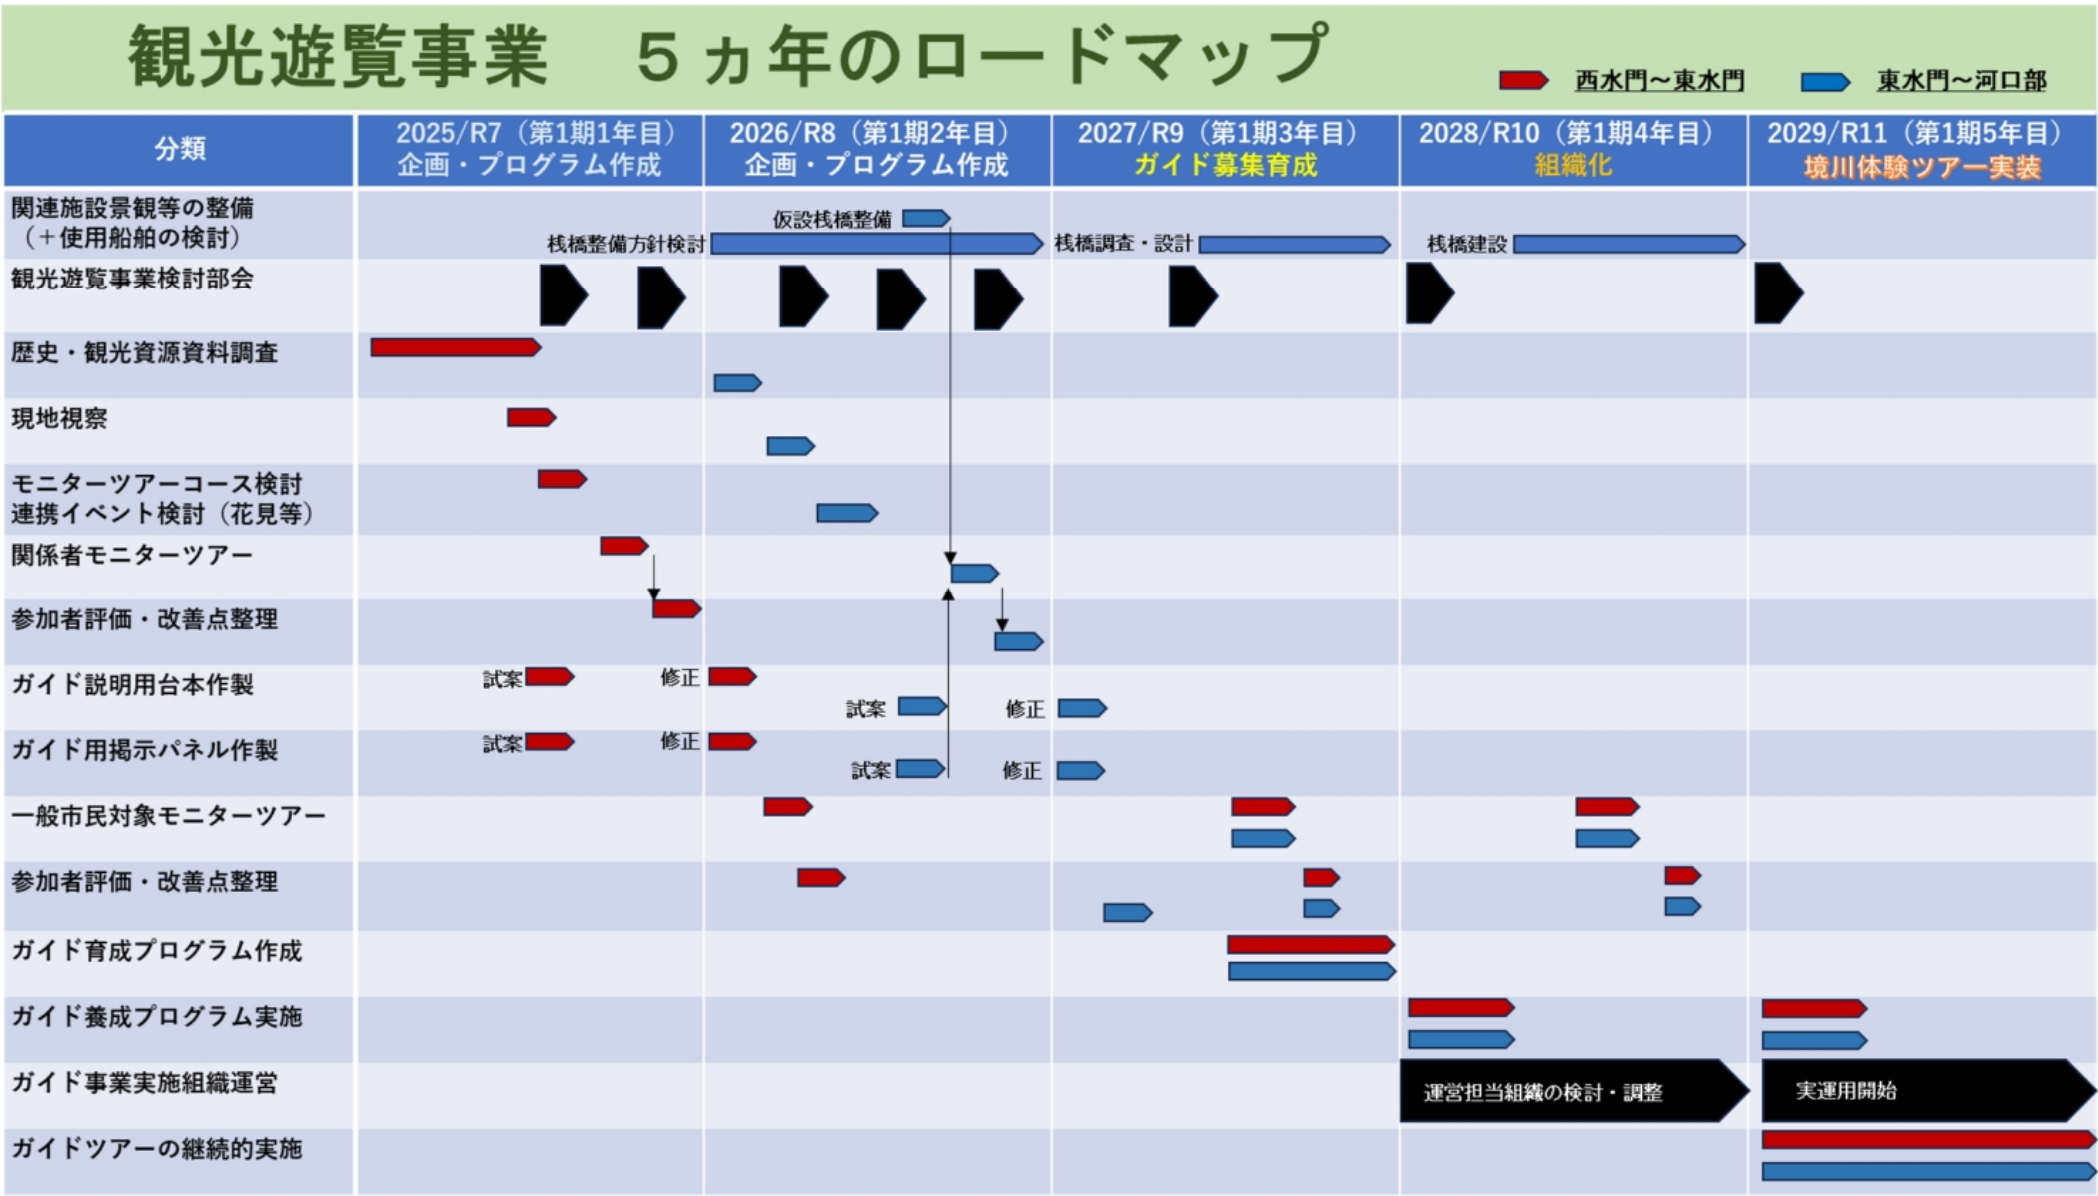 観光遊覧事業　５ヵ年のロードマップ
西水門～東水門
東水門～河口部
分類
2025/R7（第1期1年目）
企画・プログラム作成
2026/R8（第1期2年目）
企画・プログラム作成
2027/R9（第1期3年目）
ガイド募集育成
2028/R10（第1期4年目）
組織化
2029/R11（第1期5年目）
境川体験ツアー実装
関連施設景観等の整備
（＋使用船舶の検討）
仮設桟橋整備
桟橋整備方針検討
桟橋調査・設計
桟橋建設
観光遊覧事業検討部会
歴史・観光資源資料調査
現地視察
モニターツアーコース検討
連携イベント検討（花見等）
関係者モニターツアー
参加者評価・改善点整理
ガイド説明用台本作製
試案
修正
試案
修正
ガイド用掲示パネル作製
試案
修正
試案
修正
一般市民対象モニターツアー
参加者評価・改善点整理
ガイド育成プログラム作成
ガイド養成プログラム実施
ガイド事業実施組織運営
運営担当組織の検討・調整
実運用開始
ガイドツアーの継続的実施